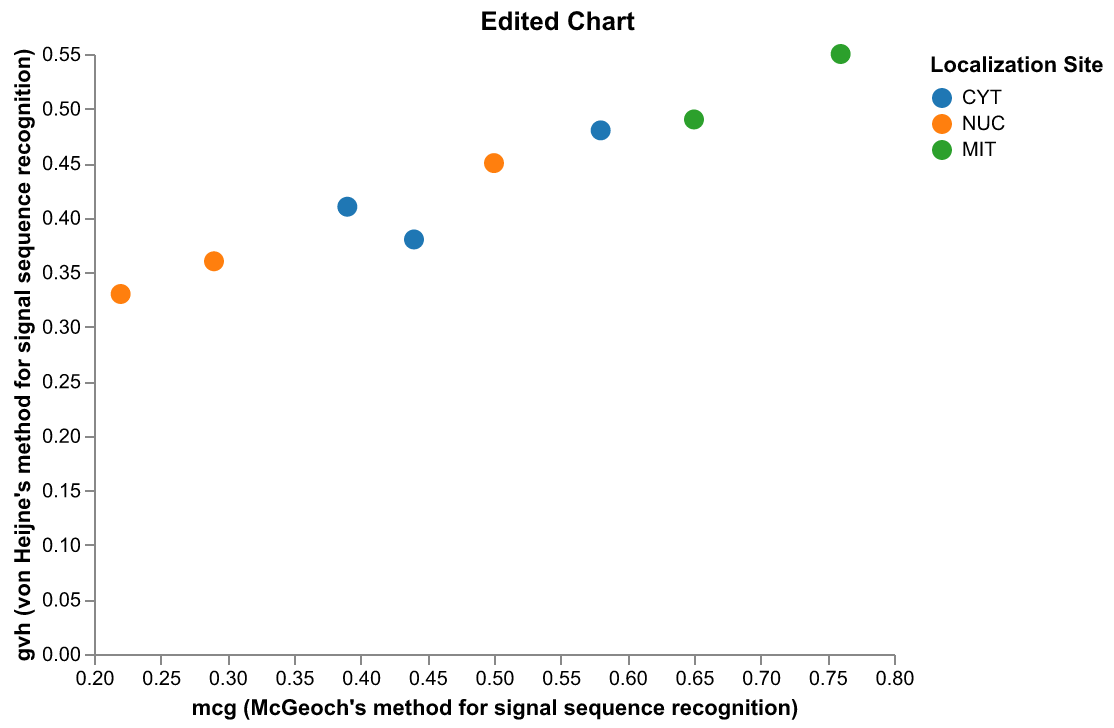 Edited Chart
gvh (von Heijne's method for signal sequence recognition)
0.55
0.50
0.45
0.40
0.35
0.30
0.25
0.20
0.15
0.10
0.05
0.00
0.20 0.25 0.30 0.35 0.40 0.45 0.50 0.55 0.60 0.65 0.70 0.75 0.80
mcg (McGeoch's method for signal sequence recognition)
Localization Site
CYT
NUC
MIT